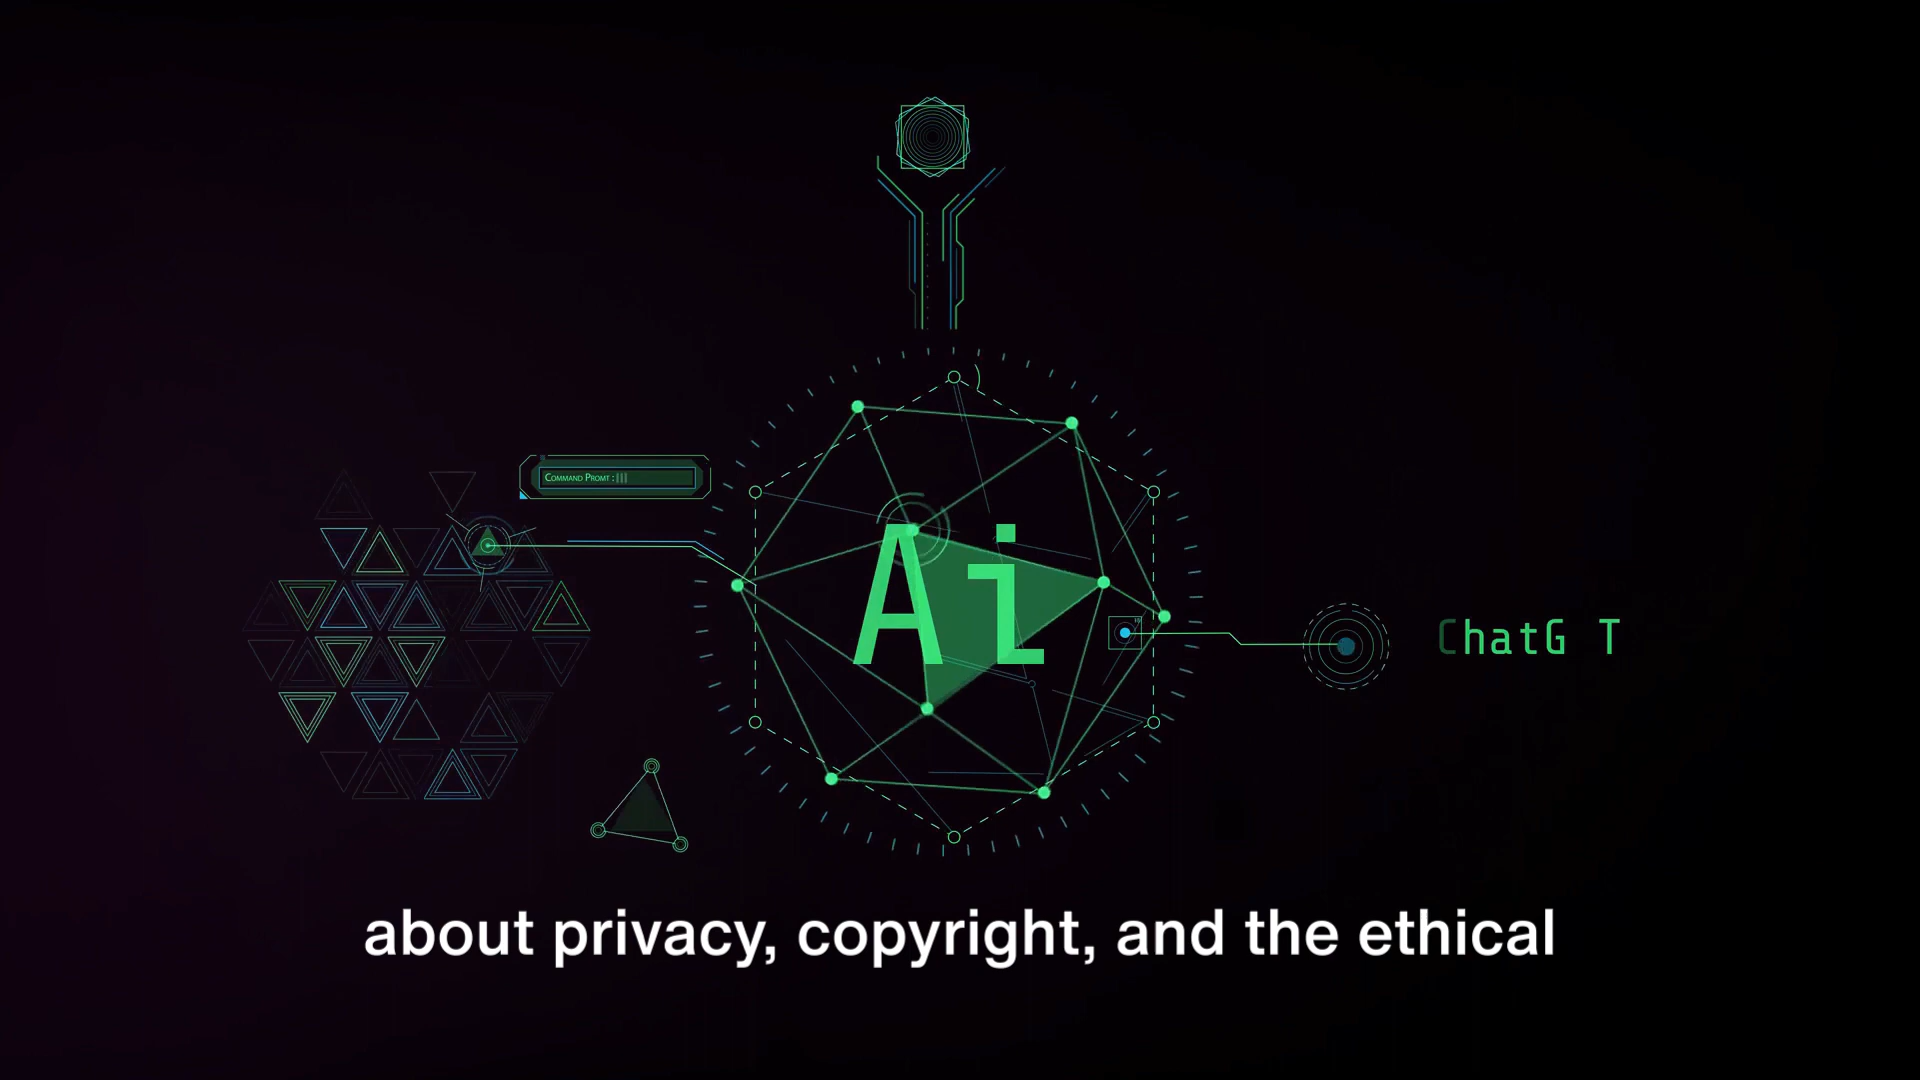 Command Promt :
Ai
ChatG T
about privacy, copyright, and the ethical